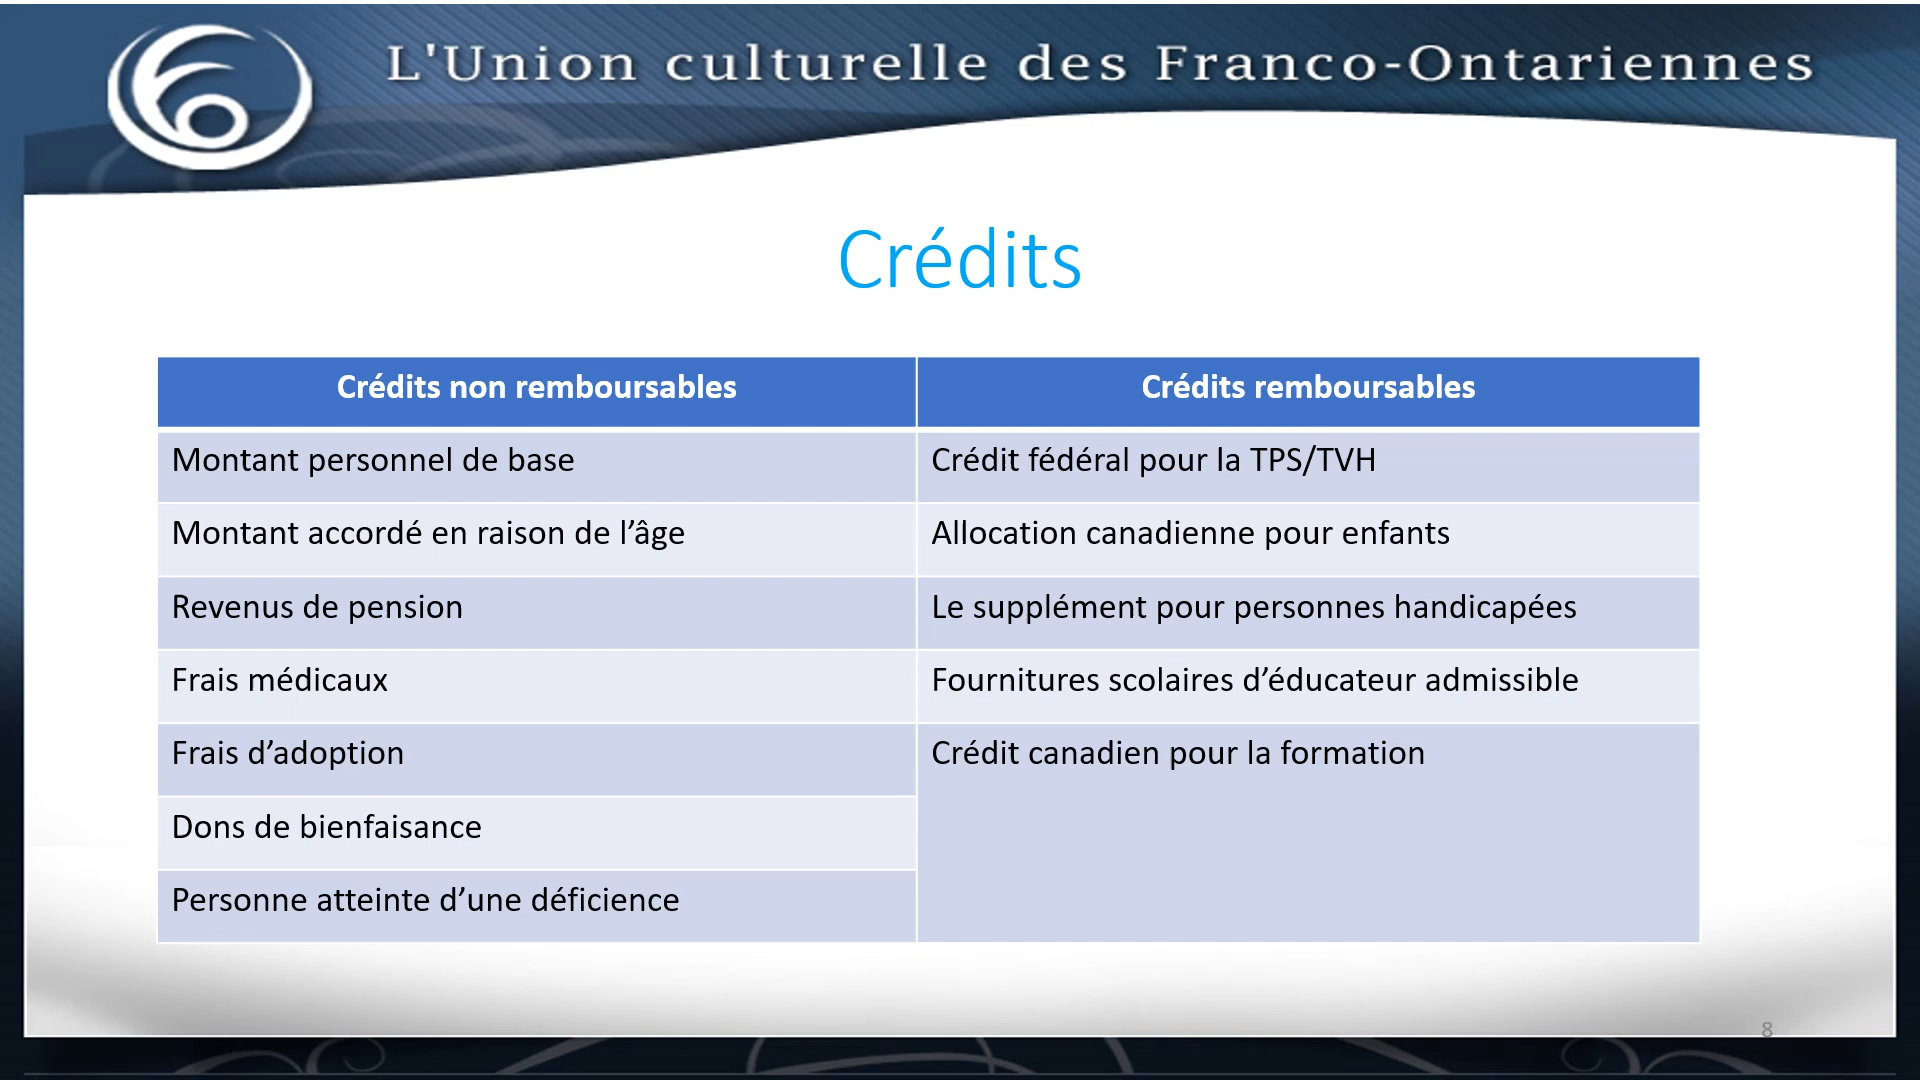 L'Union culturelle des Franco-Ontariennes
Crédits
Crédits non remboursables
Crédits remboursables
Montant personnel de base
Crédit fédéral pour la TPS/TVH
Montant accordé en raison de l’âge
Allocation canadienne pour enfants
Revenus de pension
Le supplément pour personnes handicapées
Frais médicaux
Fournitures scolaires d’éducateur admissible
Frais d’adoption
Crédit canadien pour la formation
Dons de bienfaisance
Personne atteinte d’une déficience
8